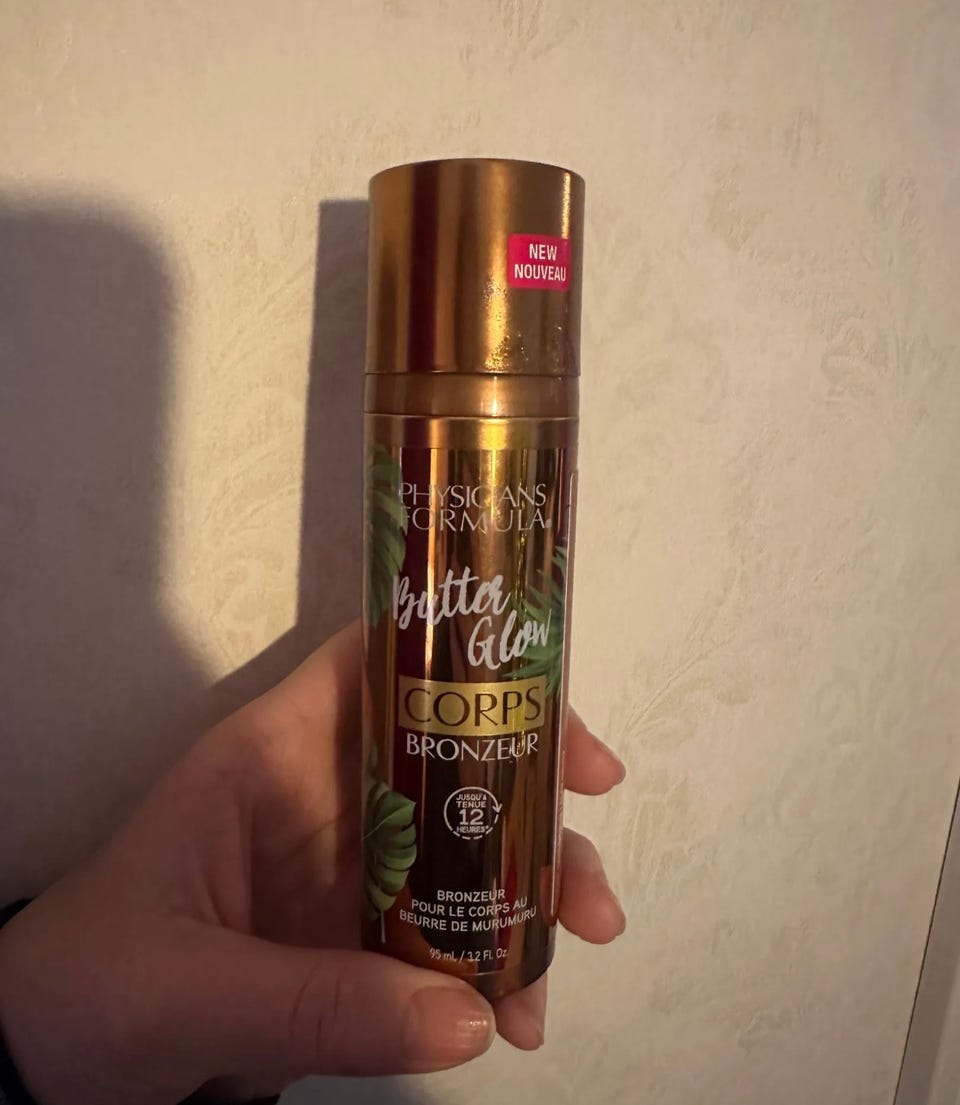 NEW
NOUVEAU
PHYSICIANS
FORMULA®
Butter
Glow
CORPS
BRONZEUR
JUSQU'À
TENUE
12
HEURES*
BRONZEUR
POUR LE CORPS AU
BEURRE DE MURUMURU
95 mL / 3.2 Fl. Oz.